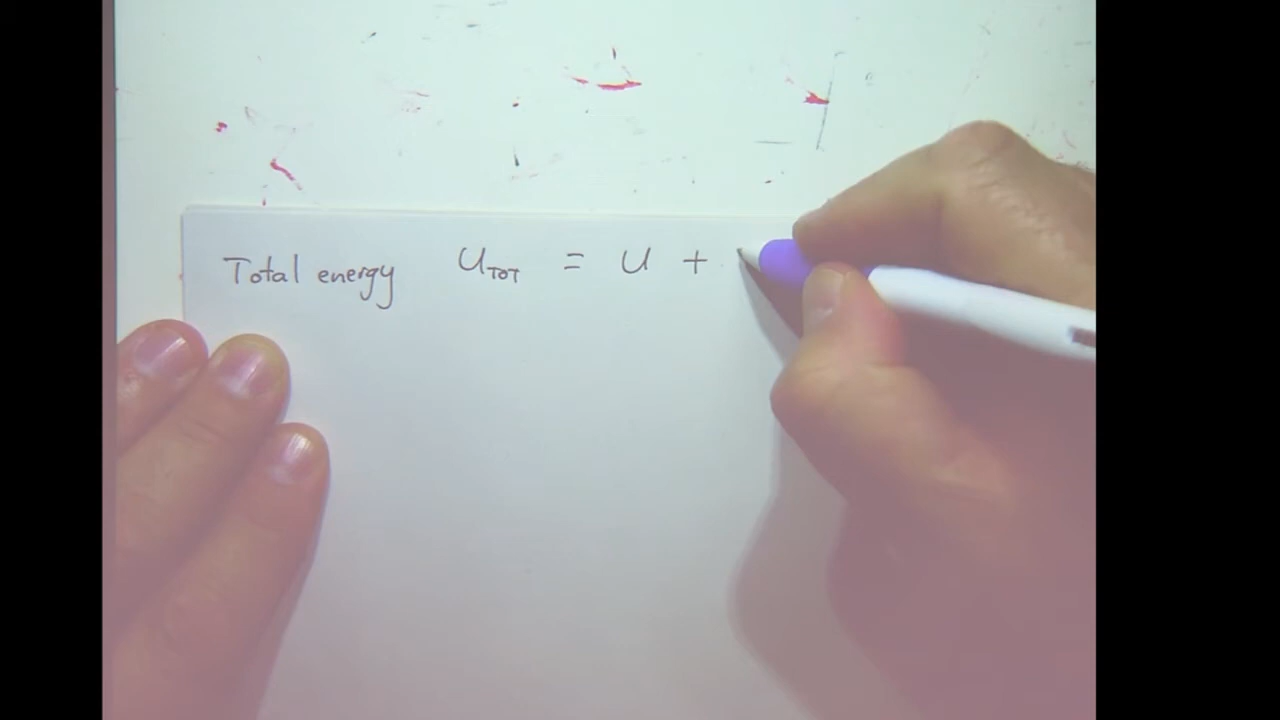 Total energy U_TOT = U +